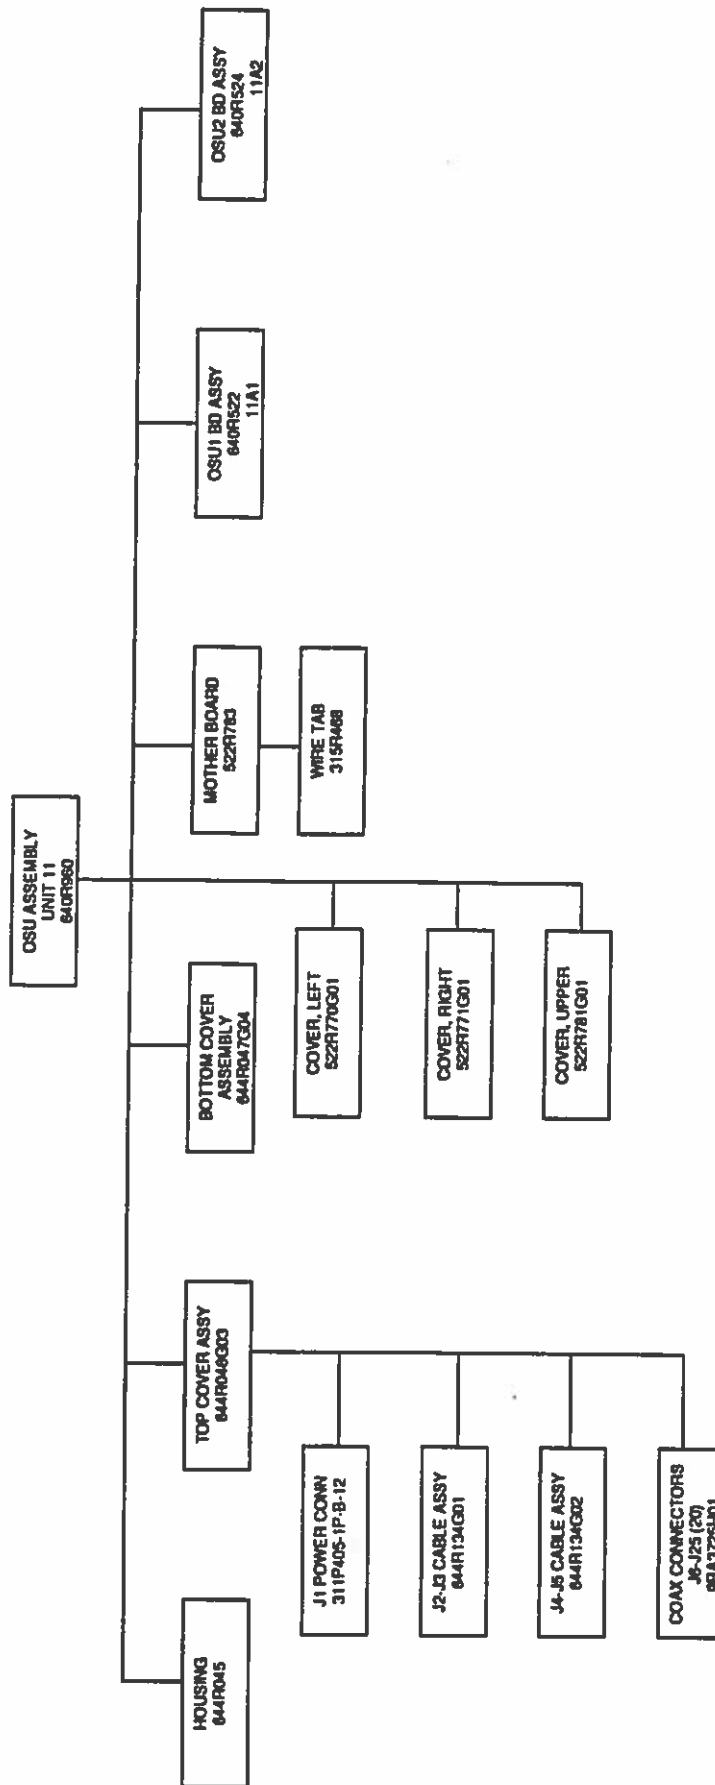 OSU ASSEMBLY
UNIT 11
640R960
HOUSING
644R045
TOP COVER ASSY
644R046G03
BOTTOM COVER
ASSEMBLY
644R047G04
MOTHER BOARD
522R783
OSU1 BD ASSY
640R522
11A1
OSU2 BD ASSY
640R524
11A2
J1 POWER CONN
311P405-1P-B-12
J2-J3 CABLE ASSY
644R134G01
J4-J5 CABLE ASSY
644R134G02
COAX CONNECTORS
J6-J25 (20)
COVER, LEFT
522R770G01
COVER, RIGHT
522R771G01
COVER, UPPER
522R781G01
WIRE TAB
315R468